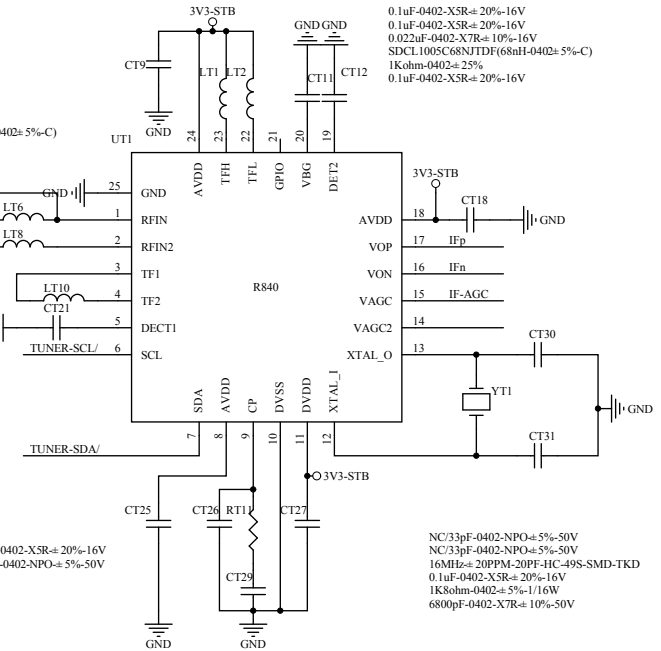 3V3-STB
GND GND
0.1uF-0402-X5R-±20%-16V
0.1uF-0402-X5R-±20%-16V
0.022uF-0402-X7R-±10%-16V
SDCL1005C68NJTDF(68nH-0402±5%-C)
1Kohm-0402-±25%
0.1uF-0402-X5R-±20%-16V
CT9
LT1
LT2
CT11
CT12
GND
0402±5%-C)
UT1
24
23
22
21
20
19
AVDD
TFH
TFL
GPIO
VBG
DET2
3V3-STB
GND
25
GND
CT18
LT6
1
RFIN
AVDD
18
GND
LT8
2
RFIN2
VOP
17
IFp
3
TF1
VON
16
IFn
LT10
4
TF2
R840
VAGC
15
IF-AGC
CT21
5
DECT1
VAGC2
14
TUNER-SCL/
6
SCL
XTAL_O
13
CT30
YT1
GND
SDA
AVDD
CP
DVSS
DVDD
XTAL_I
7
8
9
10
11
12
TUNER-SDA/
CT31
3V3-STB
CT25
CT26
RT11
CT27
0402-X5R-±20%-16V
-0402-NPO-±5%-50V
CT29
NC/33pF-0402-NPO-±5%-50V
NC/33pF-0402-NPO-±5%-50V
16MHz-±20PPM-20PF-HC-49S-SMD-TKD
0.1uF-0402-X5R-±20%-16V
1K8ohm-0402-±5%-1/16W
6800pF-0402-X7R-±10%-50V
GND
GND